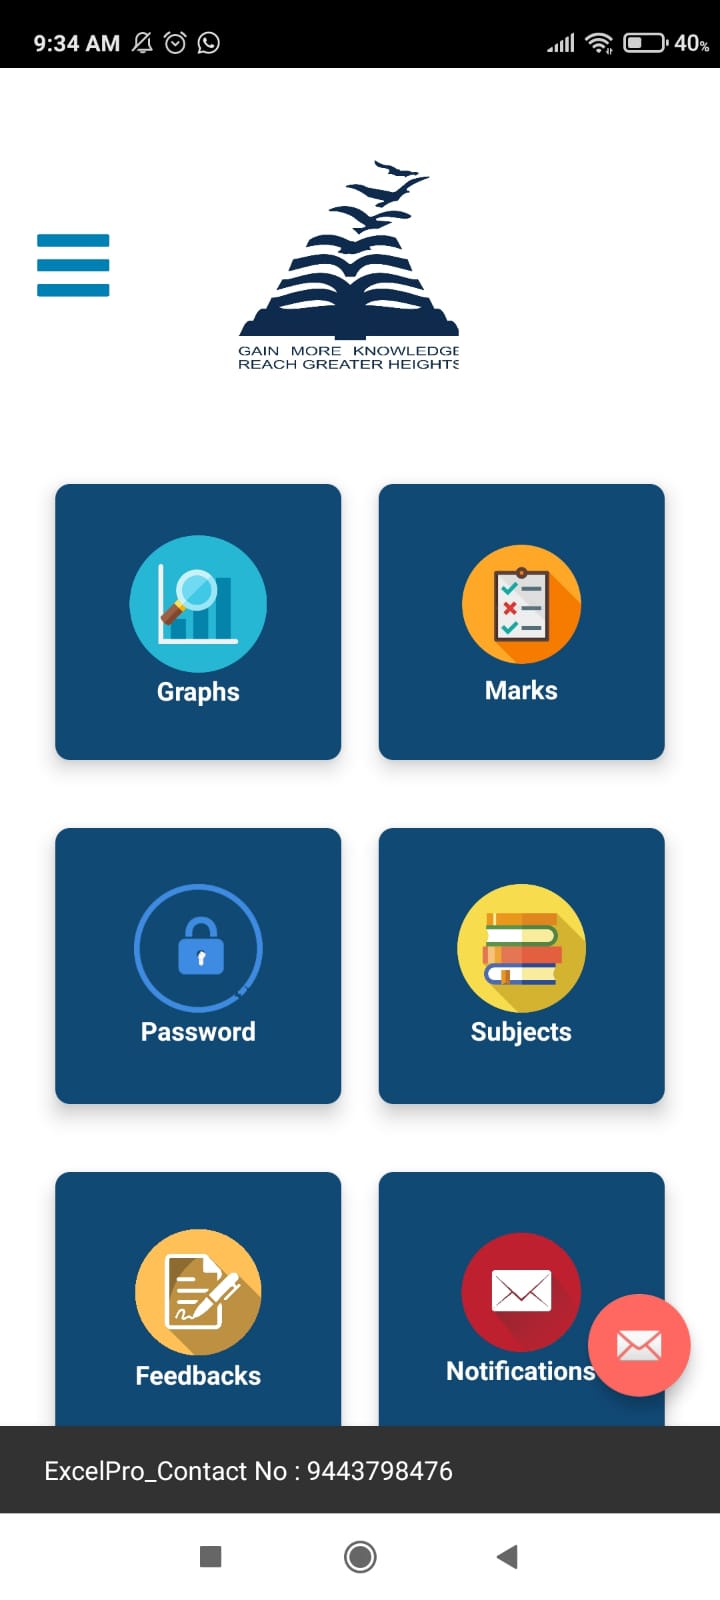 9:34 AM
40%
GAIN MORE KNOWLEDGE
REACH GREATER HEIGHTS
Graphs
Marks
Password
Subjects
Feedbacks
Notifications
ExcelPro_Contact No : 9443798476